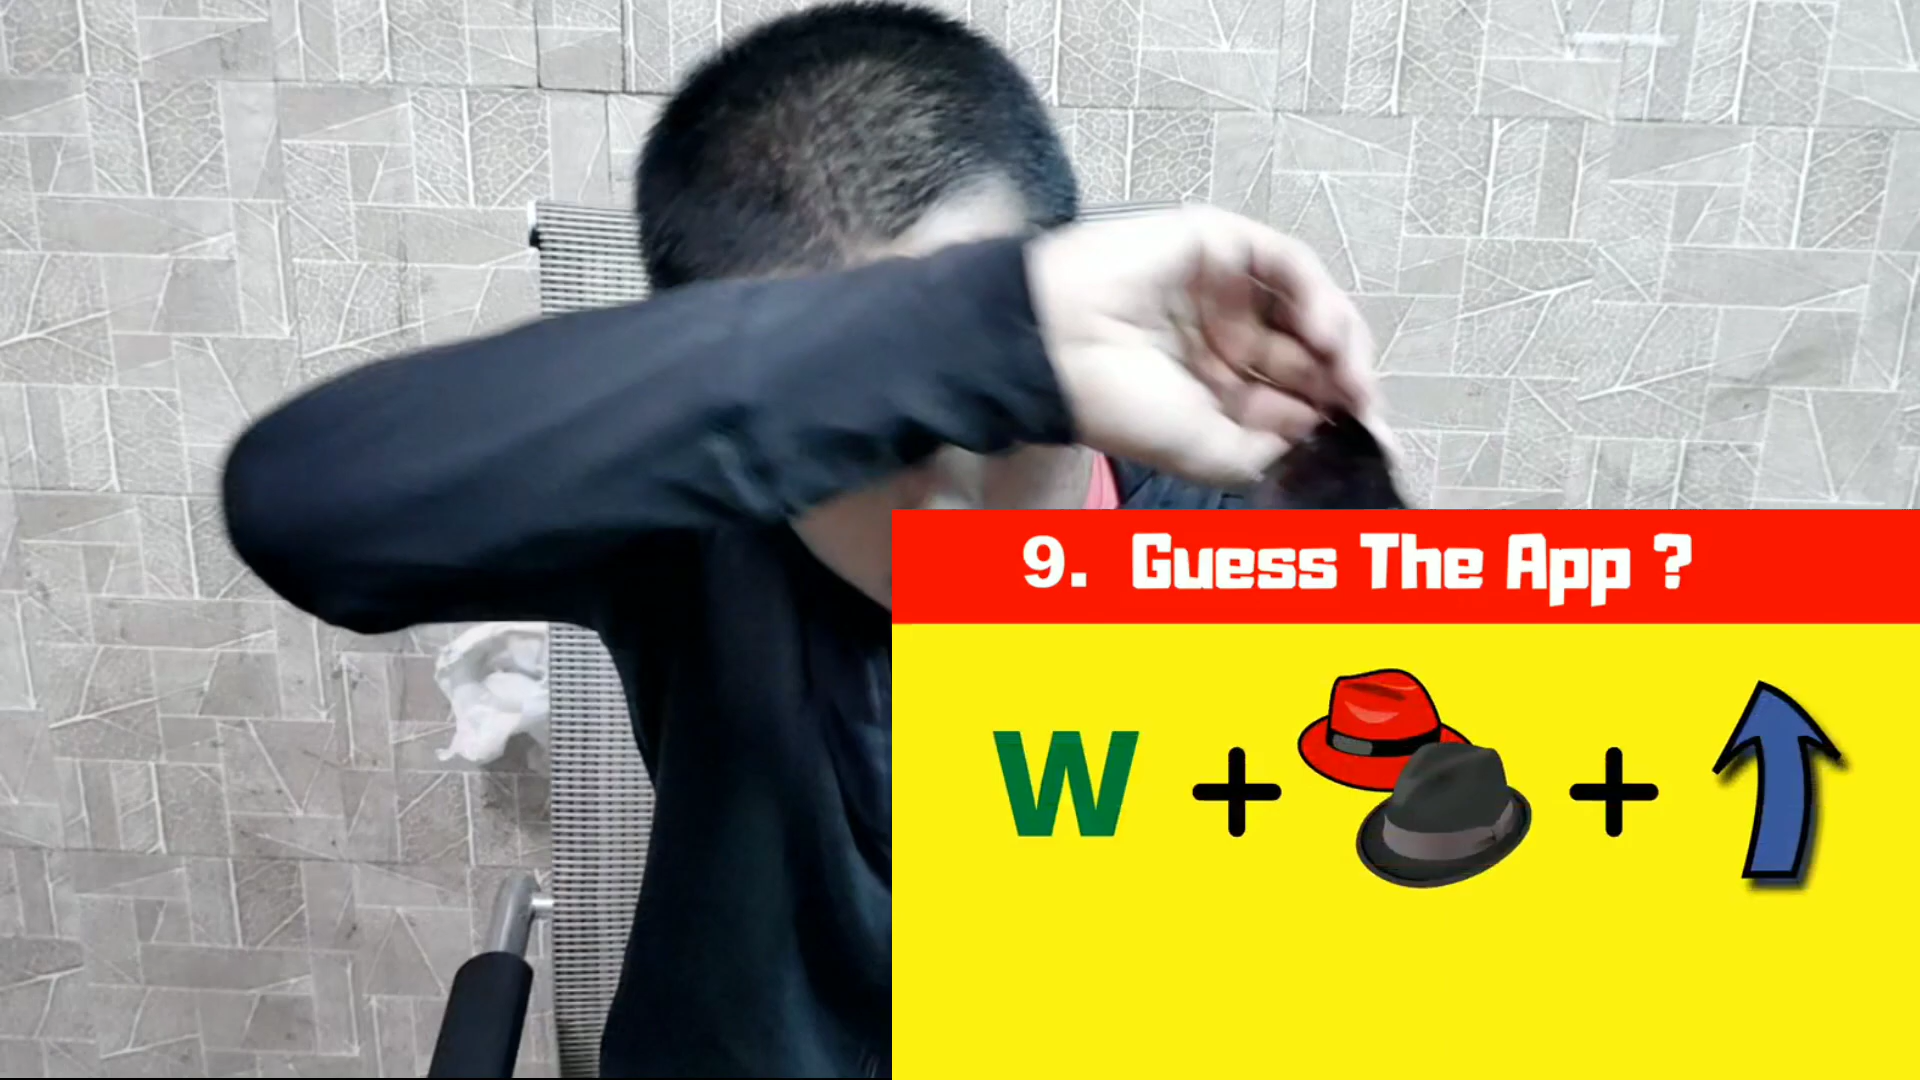 9. Guess The App ?
W + +